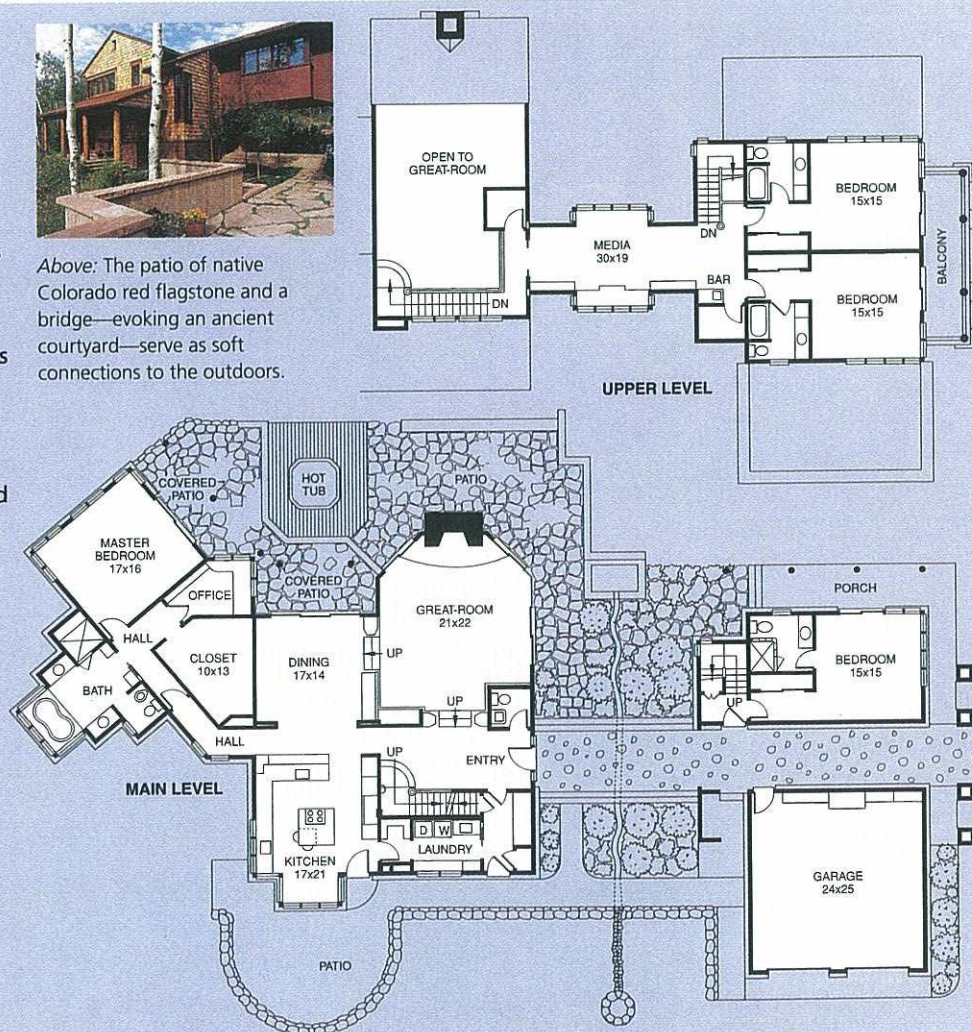 Above: The patio of native
Colorado red flagstone and a
bridge—evoking an ancient
courtyard—serve as soft
connections to the outdoors.
OPEN TO
GREAT-ROOM
DN
MEDIA
30x19
DN
BAR
BEDROOM
15x15
BEDROOM
15x15
BALCONY
UPPER LEVEL
COVERED
PATIO
HOT
TUB
PATIO
MASTER
BEDROOM
17x16
OFFICE
COVERED
PATIO
GREAT-ROOM
21x22
HALL
CLOSET
10x13
DINING
17x14
UP
BATH
UP
HALL
UP
ENTRY
MAIN LEVEL
D
W
LAUNDRY
KITCHEN
17x21
PATIO
PORCH
BEDROOM
15x15
UP
GARAGE
24x25